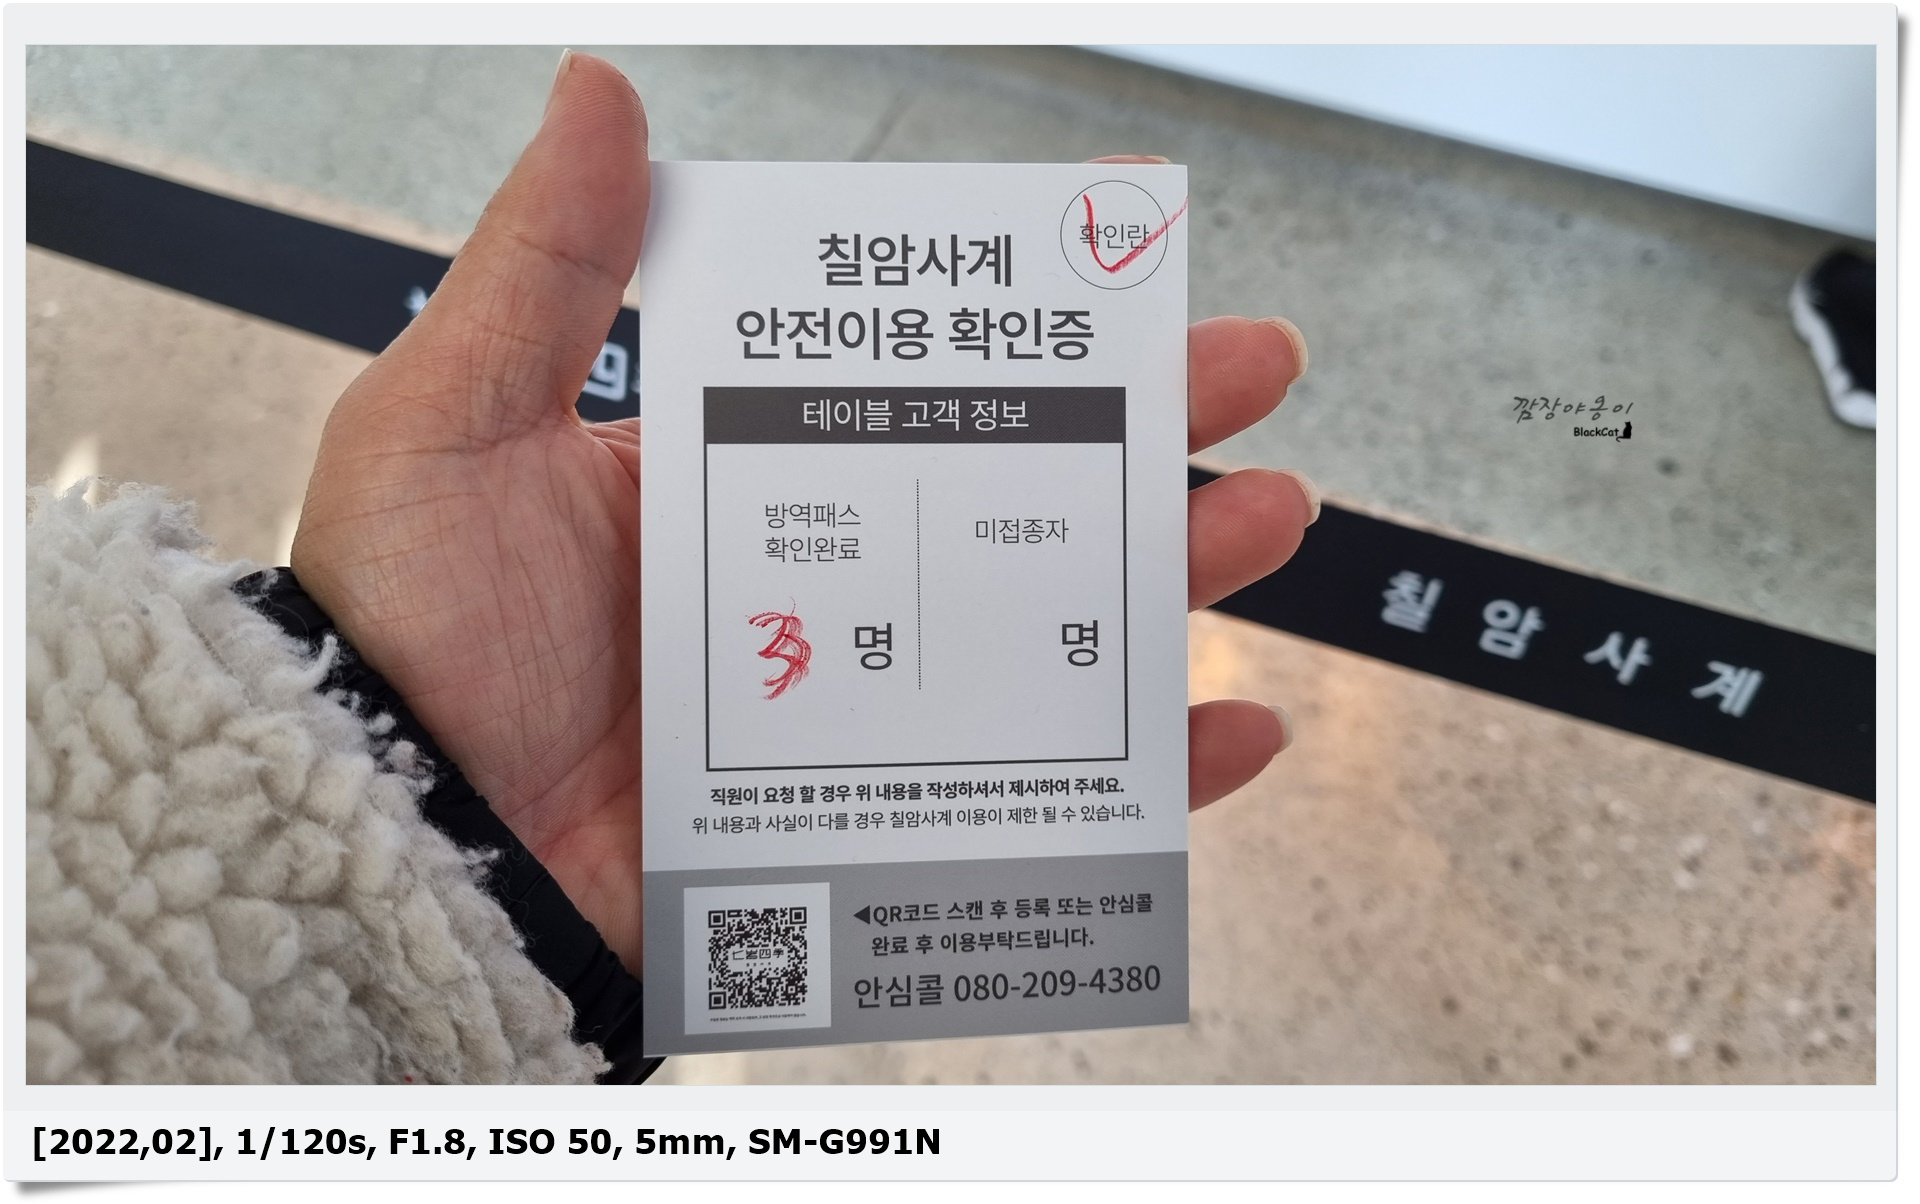 확인란
칠암사계
안전이용 확인증
테이블 고객 정보
방역패스
확인완료
3 명
미접종자
명
직원이 요청 할 경우 위 내용을 작성하셔서 제시하여 주세요.
위 내용과 사실이 다를 경우 칠암사계 이용이 제한 될 수 있습니다.
七岩四季
◀QR코드 스캔 후 등록 또는 안심콜
완료 후 이용부탁드립니다.
안심콜 080-209-4380
칠암사계
깜장야옹이
BlackCat
[2022,02], 1/120s, F1.8, ISO 50, 5mm, SM-G991N